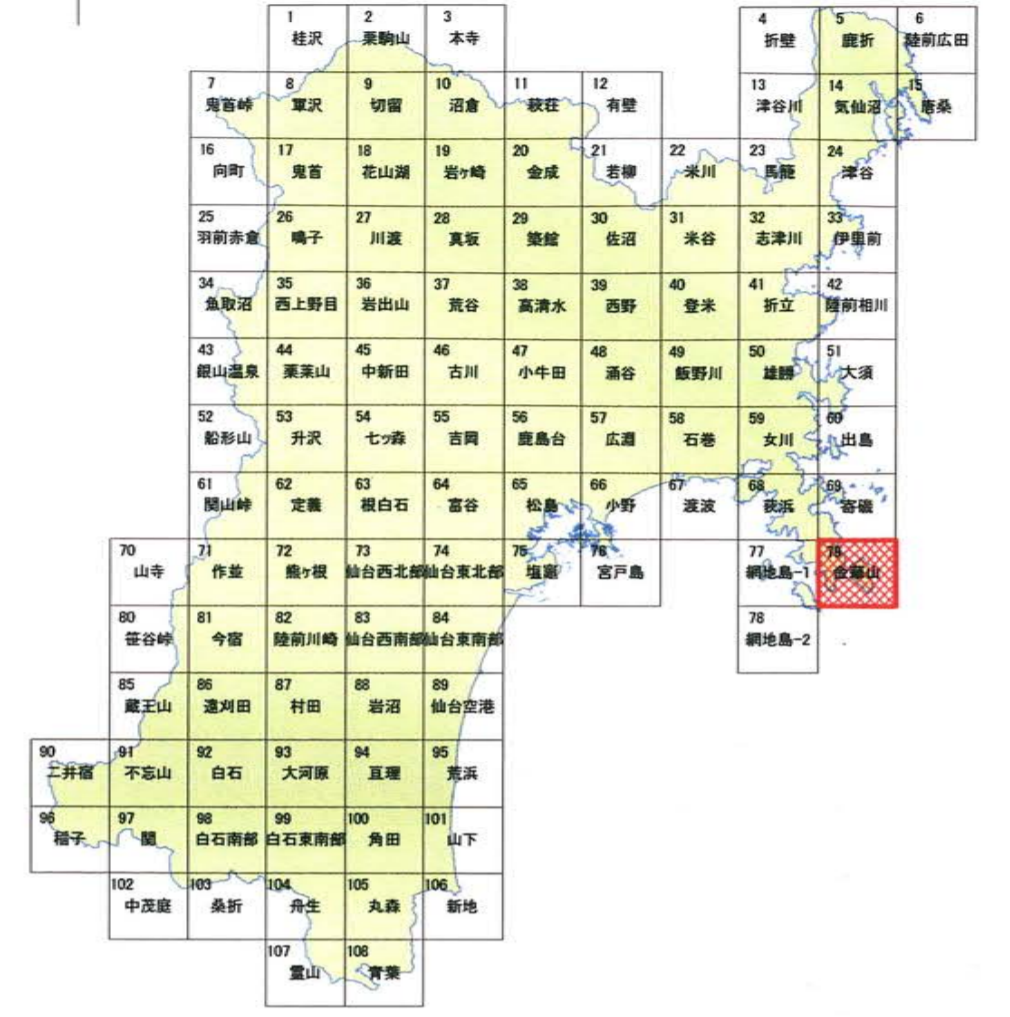 1
桂沢
2
栗駒山
3
本寺
4
折壁
5
鹿折
6
陸前広田
7
鬼首峠
8
軍沢
9
切留
10
沼倉
11
萩荘
12
有壁
13
津谷川
14
気仙沼
15
唐桑
16
向町
17
鬼首
18
花山湖
19
岩ヶ崎
20
金成
21
若柳
22
米川
23
馬籠
24
津谷
25
羽前赤倉
26
鳴子
27
川渡
28
真坂
29
築館
30
佐沼
31
米谷
32
志津川
33
伊里前
34
魚取沼
35
西上野目
36
岩出山
37
荒谷
38
高清水
39
西野
40
登米
41
折立
42
陸前相川
43
銀山温泉
44
薬莱山
45
中新田
46
古川
47
小牛田
48
涌谷
49
飯野川
50
雄勝
51
大須
52
船形山
53
升沢
54
七ッ森
55
吉岡
56
鹿島台
57
広淵
58
石巻
59
女川
60
出島
61
関山峠
62
定義
63
根白石
64
富谷
65
松島
66
小野
67
渡波
68
荻浜
69
寄磯
70
山寺
71
作並
72
熊ヶ根
73
仙台西北部
74
仙台東北部
75
塩竈
76
宮戸島
77
網地島-1
79
金華山
80
笹谷峠
81
今宿
82
陸前川崎
83
仙台西南部
84
仙台東南部
78
網地島-2
85
蔵王山
86
遠刈田
87
村田
88
岩沼
89
仙台空港
90
二井宿
91
不忘山
92
白石
93
大河原
94
亘理
95
荒浜
96
稲子
97
関
98
白石南部
99
白石東南部
100
角田
101
山下
102
中茂庭
103
桑折
104
舟生
105
丸森
106
新地
107
霊山
108
青葉